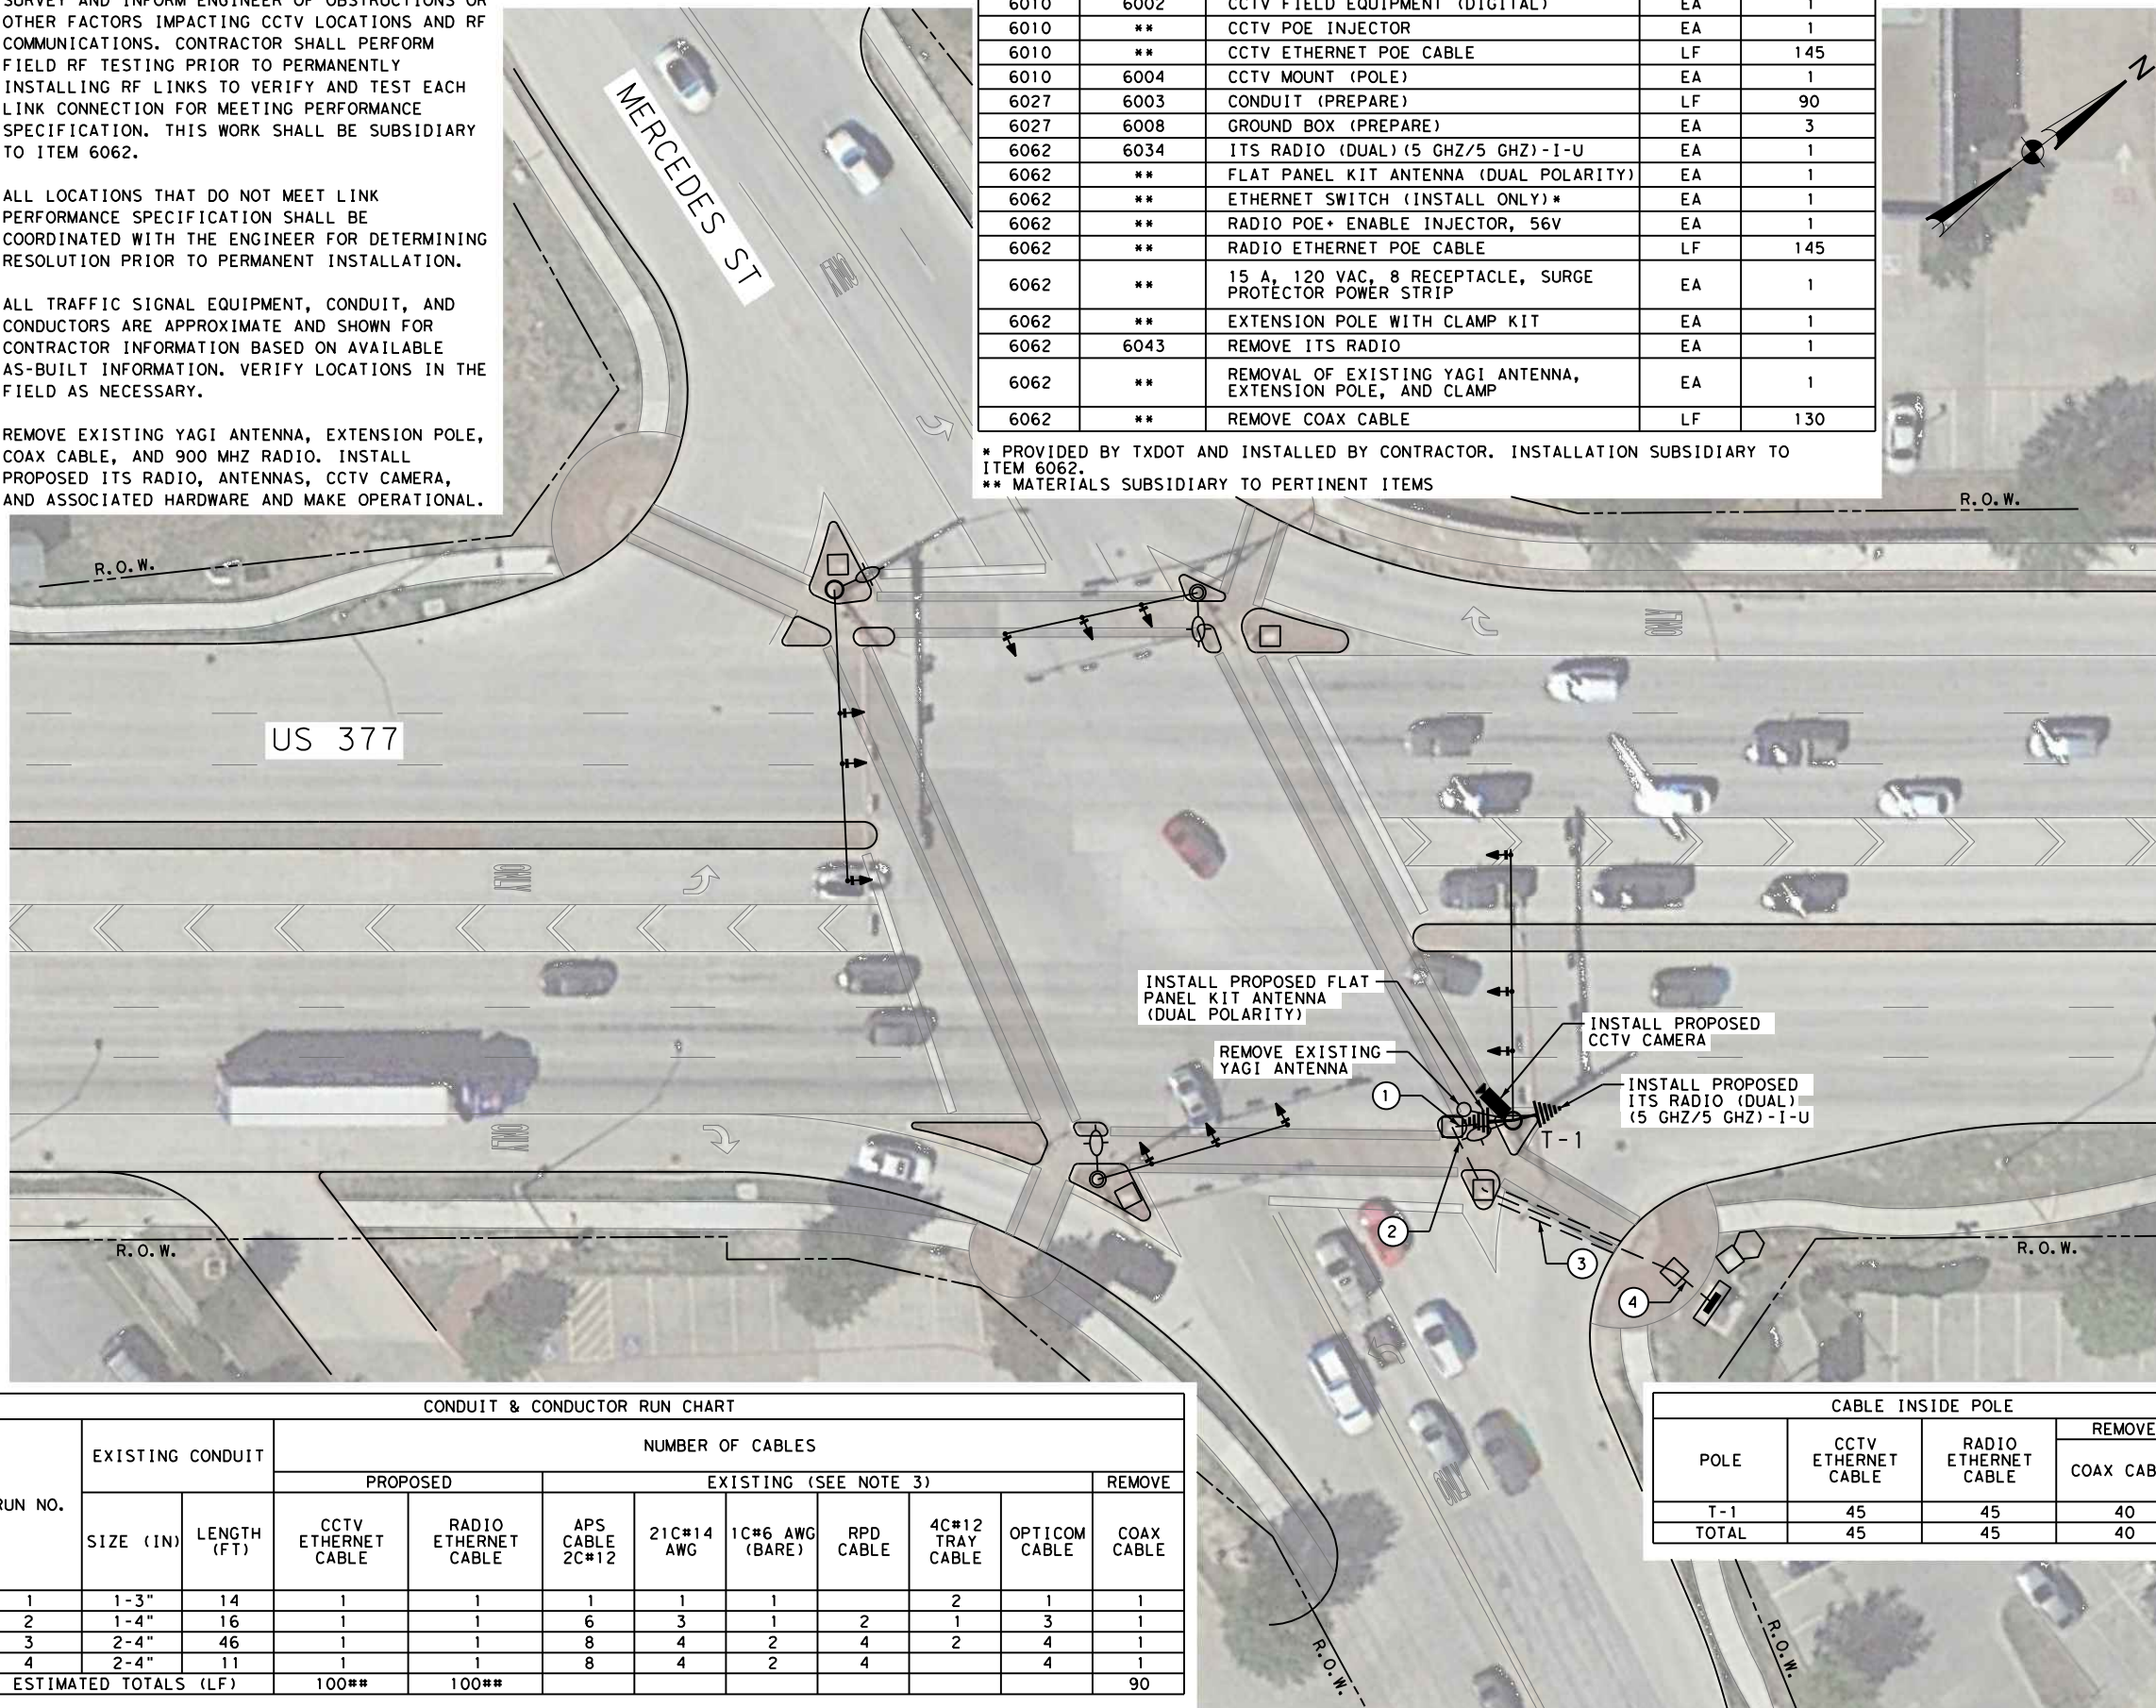 SURVEY AND INFORM ENGINEER OF OBSTRUCTIONS OR
OTHER FACTORS IMPACTING CCTV LOCATIONS AND RF
COMMUNICATIONS. CONTRACTOR SHALL PERFORM
FIELD RF TESTING PRIOR TO PERMANENTLY
INSTALLING RF LINKS TO VERIFY AND TEST EACH
LINK CONNECTION FOR MEETING PERFORMANCE
SPECIFICATION. THIS WORK SHALL BE SUBSIDIARY
TO ITEM 6062.
ALL LOCATIONS THAT DO NOT MEET LINK
PERFORMANCE SPECIFICATION SHALL BE
COORDINATED WITH THE ENGINEER FOR DETERMINING
RESOLUTION PRIOR TO PERMANENT INSTALLATION.
ALL TRAFFIC SIGNAL EQUIPMENT, CONDUIT, AND
CONDUCTORS ARE APPROXIMATE AND SHOWN FOR
CONTRACTOR INFORMATION BASED ON AVAILABLE
AS-BUILT INFORMATION. VERIFY LOCATIONS IN THE
FIELD AS NECESSARY.
REMOVE EXISTING YAGI ANTENNA, EXTENSION POLE,
COAX CABLE, AND 900 MHZ RADIO. INSTALL
PROPOSED ITS RADIO, ANTENNAS, CCTV CAMERA,
AND ASSOCIATED HARDWARE AND MAKE OPERATIONAL.
6010 6002 CCTV FIELD EQUIPMENT (DIGITAL) EA 1
6010 ** CCTV POE INJECTOR EA 1
6010 ** CCTV ETHERNET POE CABLE LF 145
6010 6004 CCTV MOUNT (POLE) EA 1
6027 6003 CONDUIT (PREPARE) LF 90
6027 6008 GROUND BOX (PREPARE) EA 3
6062 6034 ITS RADIO (DUAL)(5 GHZ/5 GHZ)-I-U EA 1
6062 ** FLAT PANEL KIT ANTENNA (DUAL POLARITY) EA 1
6062 ** ETHERNET SWITCH (INSTALL ONLY)* EA 1
6062 ** RADIO POE+ ENABLE INJECTOR, 56V EA 1
6062 ** RADIO ETHERNET POE CABLE LF 145
6062 ** 15 A, 120 VAC, 8 RECEPTACLE, SURGE
PROTECTOR POWER STRIP EA 1
6062 ** EXTENSION POLE WITH CLAMP KIT EA 1
6062 6043 REMOVE ITS RADIO EA 1
6062 ** REMOVAL OF EXISTING YAGI ANTENNA,
EXTENSION POLE, AND CLAMP EA 1
6062 ** REMOVE COAX CABLE LF 130
* PROVIDED BY TXDOT AND INSTALLED BY CONTRACTOR. INSTALLATION SUBSIDIARY TO
ITEM 6062.
** MATERIALS SUBSIDIARY TO PERTINENT ITEMS
N
MERCEDES ST
ONLY
R.O.W.
R.O.W.
ONLY
US 377
ONLY
INSTALL PROPOSED FLAT
PANEL KIT ANTENNA
(DUAL POLARITY)
REMOVE EXISTING
YAGI ANTENNA
INSTALL PROPOSED
CCTV CAMERA
INSTALL PROPOSED
ITS RADIO (DUAL)
(5 GHZ/5 GHZ)-I-U
T-1
1
2
3
4
ONLY
R.O.W.
R.O.W.
ONLY
R.O.W.
R.O.W.
CONDUIT & CONDUCTOR RUN CHART
RUN NO.
EXISTING CONDUIT
NUMBER OF CABLES
PROPOSED
EXISTING (SEE NOTE 3)
REMOVE
SIZE (IN)
LENGTH
(FT)
CCTV
ETHERNET
CABLE
RADIO
ETHERNET
CABLE
APS
CABLE
2C#12
21C#14
AWG
1C#6 AWG
(BARE)
RPD
CABLE
4C#12
TRAY
CABLE
OPTICOM
CABLE
COAX
CABLE
1 1-3" 14 1 1 1 1 1 2 1 1
2 1-4" 16 1 1 6 3 1 2 1 3 1
3 2-4" 46 1 1 8 4 2 4 2 4 1
4 2-4" 11 1 1 8 4 2 4 4 1
ESTIMATED TOTALS (LF) 100## 100## 90
CABLE INSIDE POLE
POLE
CCTV
ETHERNET
CABLE
RADIO
ETHERNET
CABLE
REMOVE
COAX CAB
T-1 45 45 40
TOTAL 45 45 40